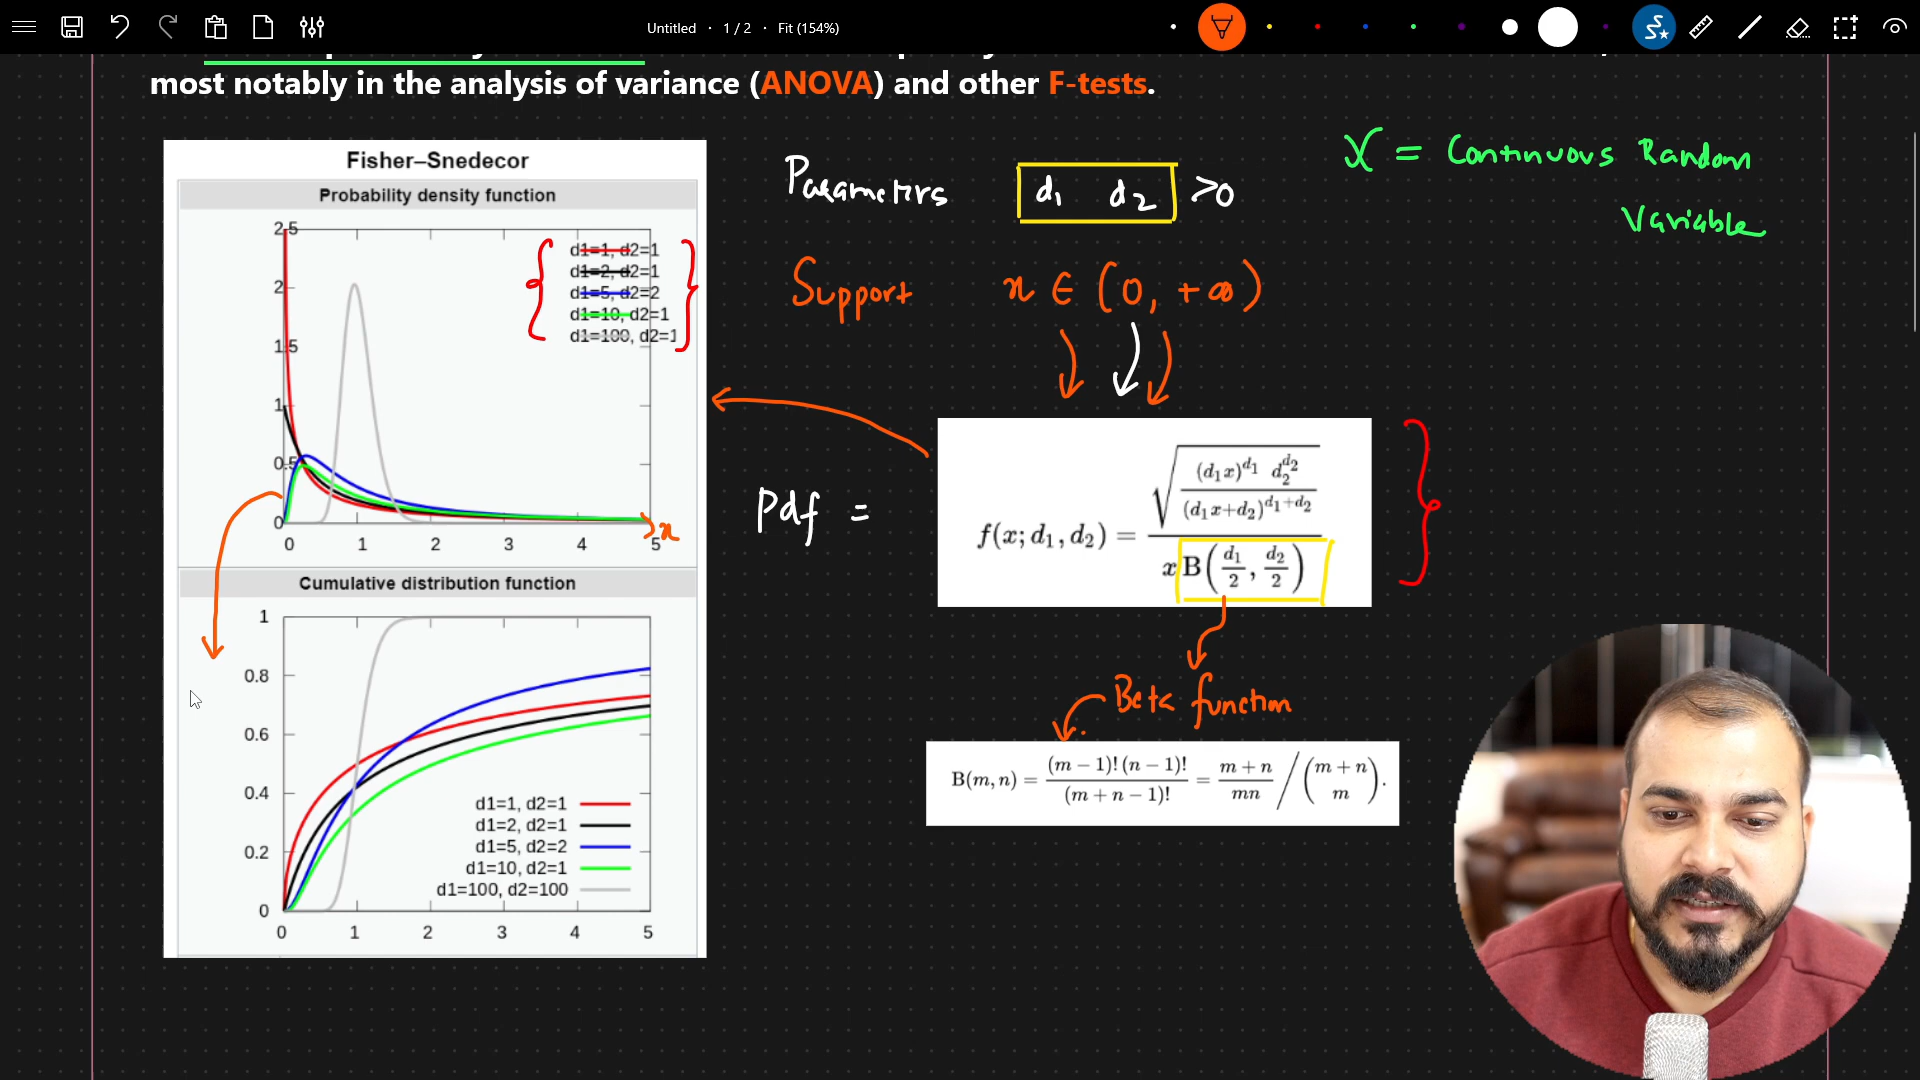 Untitled · 1 / 2 · Fit (154%)
most notably in the analysis of variance (ANOVA) and other F-tests.
Fisher–Snedecor
Probability density function
2.5
2
1.5
1
0.5
0
0 1 2 3 4 5
x
d1=1, d2=1
d1=2, d2=1
d1=5, d2=2
d1=10, d2=1
d1=100, d2=1
Cumulative distribution function
1
0.8
0.6
0.4
0.2
0
0 1 2 3 4 5
d1=1, d2=1
d1=2, d2=1
d1=5, d2=2
d1=10, d2=1
d1=100, d2=100
Parameters d₁ d₂ >0
Support x ∈ (0, +∞)
Pdf =
f(x; d₁, d₂) = √((d₁x)^d₁ d₂^d₂ / (d₁x+d₂)^(d₁+d₂)) / x B(d₁/2, d₂/2)
Beta function
B(m, n) = (m − 1)! (n − 1)! / (m + n − 1)! = (m + n)/(mn) / (m + n m).
X = Continuous Random
Variable